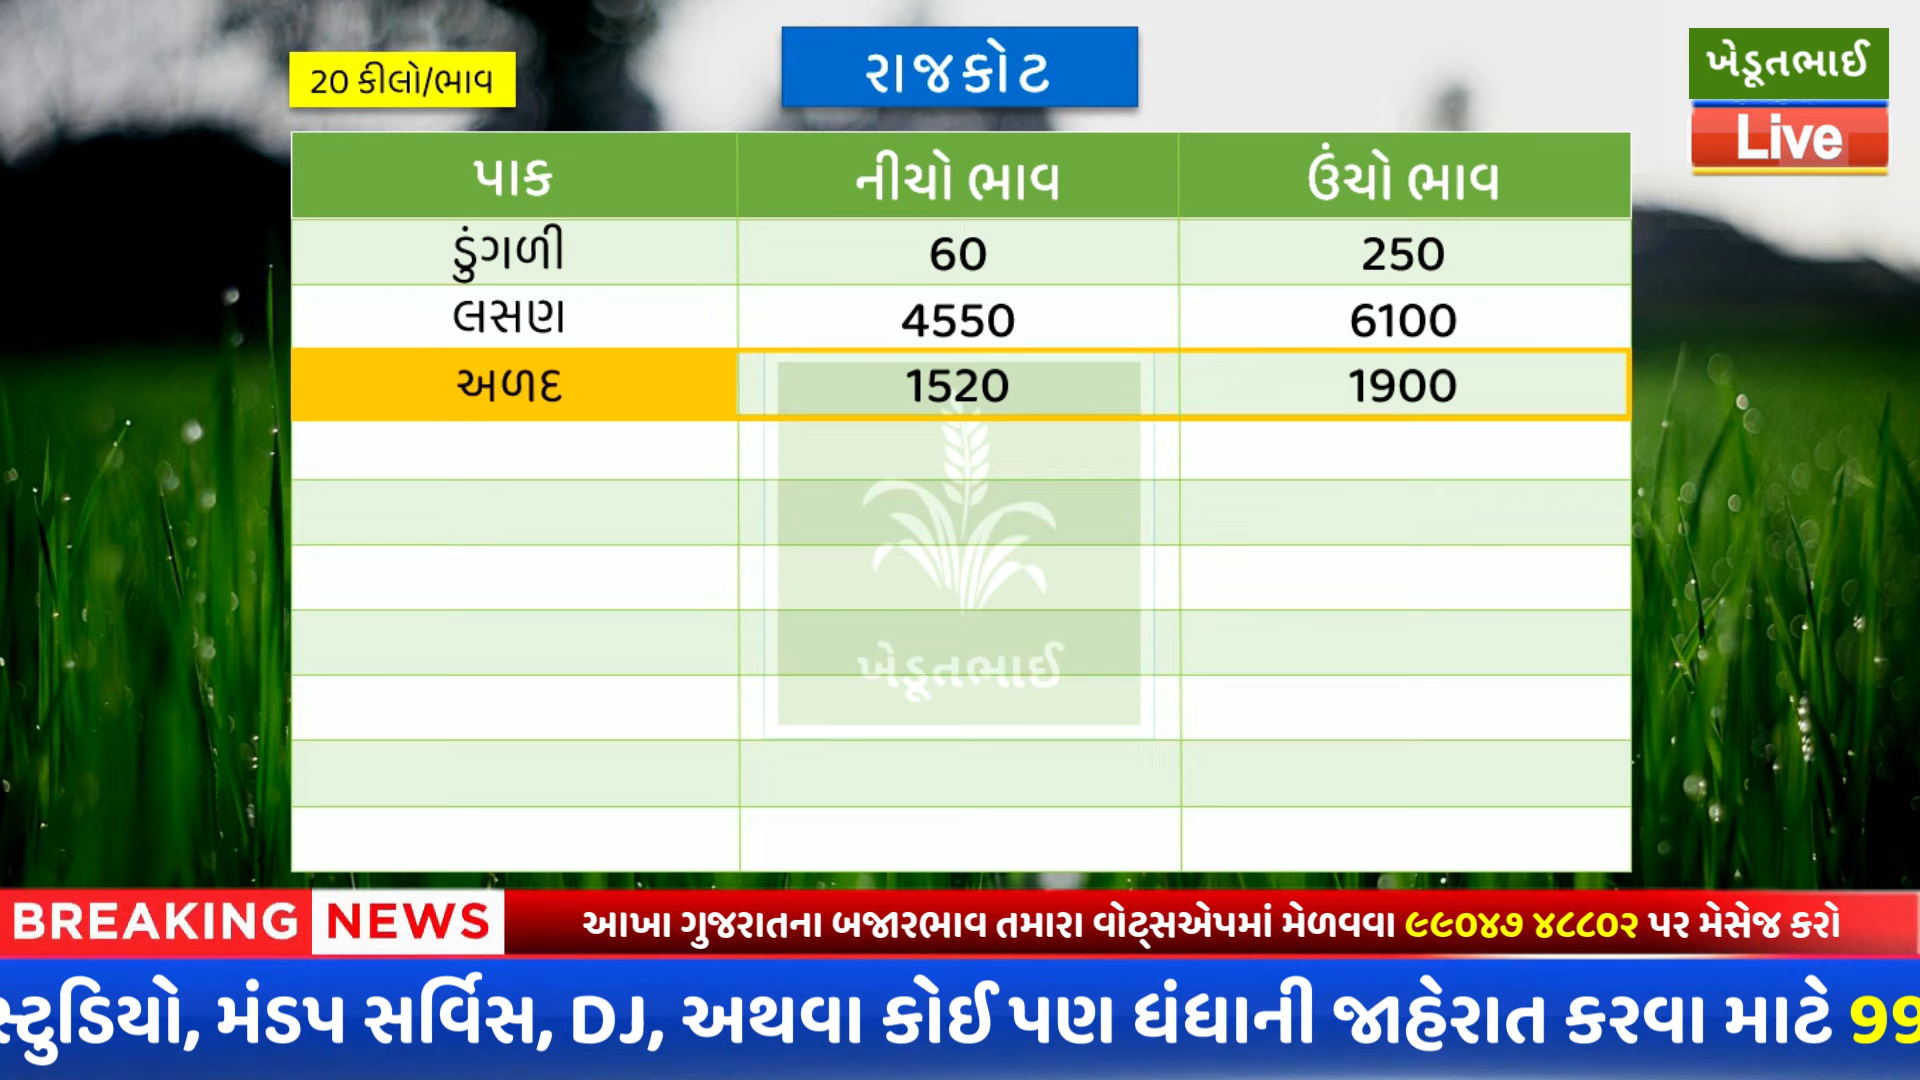 20 કીલો/ભાવ
રાજકોટ
ખેડૂતભાઈ
Live
પાક નીચો ભાવ ઉંચો ભાવ
ડુંગળી 60 250
લસણ 4550 6100
અળદ 1520 1900
ખેડૂતભાઈ
BREAKING NEWS
આખા ગુજરાતના બજારભાવ તમારા વોટ્સએપમાં મેળવવા ૯૯૦૪૭ ૪૮૮૦૨ પર મેસેજ કરો
સ્ટુડિયો, મંડપ સર્વિસ, DJ, અથવા કોઈ પણ ધંધાની જાહેરાત કરવા માટે 99